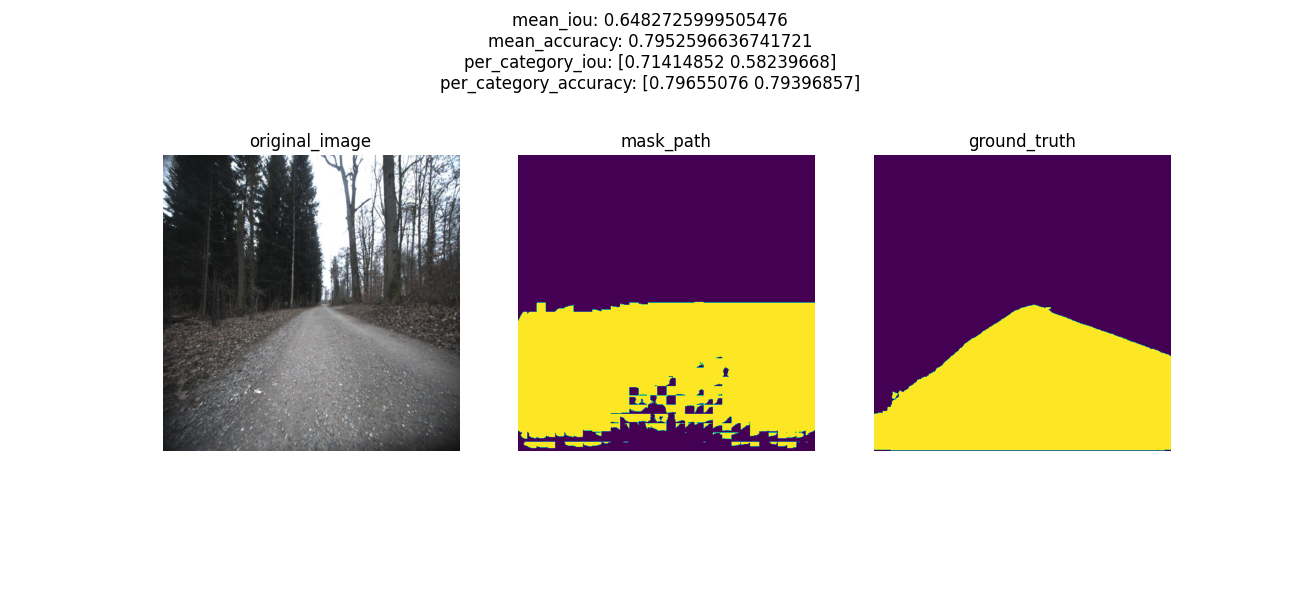 mean_iou: 0.6482725999505476
mean_accuracy: 0.7952596636741721
per_category_iou: [0.71414852 0.58239668]
per_category_accuracy: [0.79655076 0.79396857]
original_image
mask_path
ground_truth